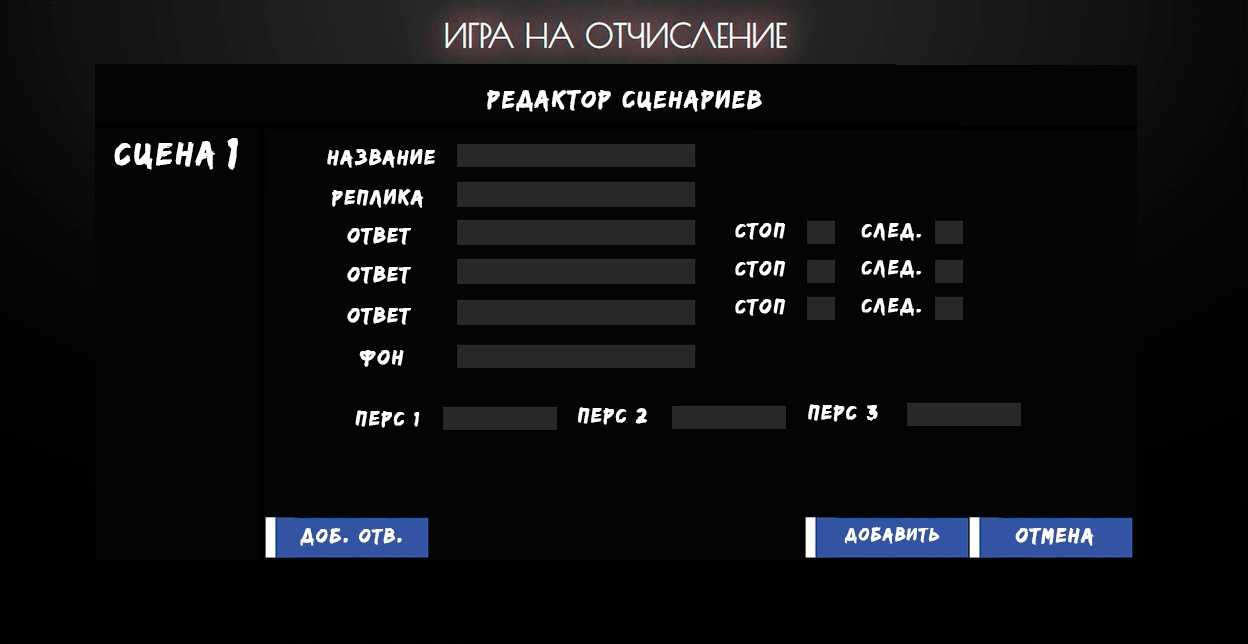 ИГРА НА ОТЧИСЛЕНИЕ
РЕДАКТОР СЦЕНАРИЕВ
СЦЕНА 1
НАЗВАНИЕ
РЕПЛИКА
ОТВЕТ СТОП СЛЕД.
ОТВЕТ СТОП СЛЕД.
ОТВЕТ СТОП СЛЕД.
ФОН
ПЕРС 1 ПЕРС 2 ПЕРС 3
ДОБ. ОТВ. ДОБАВИТЬ ОТМЕНА